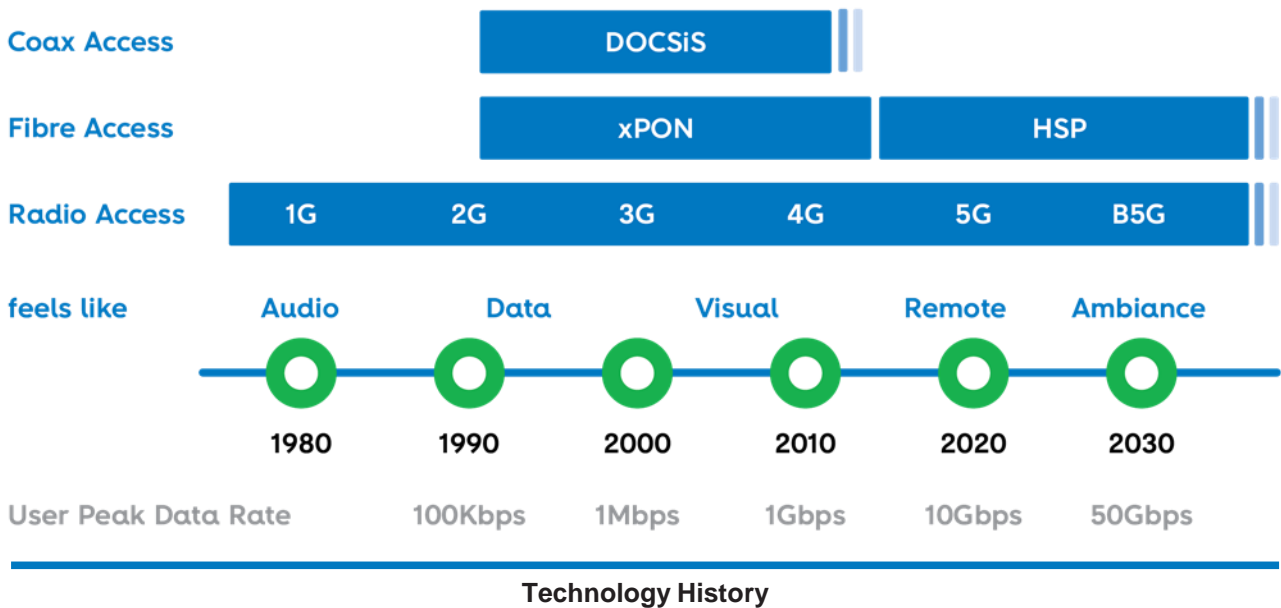 Coax Access DOCSiS
Fibre Access xPON HSP
Radio Access 1G 2G 3G 4G 5G B5G
feels like Audio Data Visual Remote Ambiance
1980 1990 2000 2010 2020 2030
User Peak Data Rate 100Kbps 1Mbps 1Gbps 10Gbps 50Gbps
Technology History